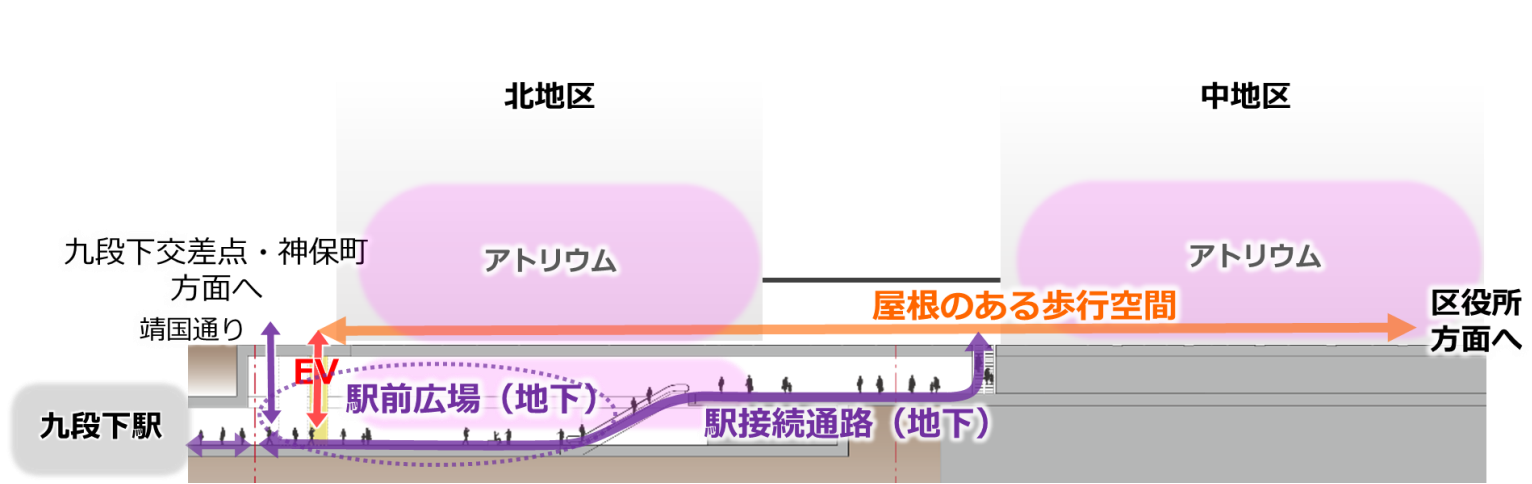 北地区
中地区
アトリウム
アトリウム
九段下交差点・神保町
方面へ
靖国通り
屋根のある歩行空間
区役所
方面へ
EV
駅前広場（地下）
九段下駅
駅接続通路（地下）